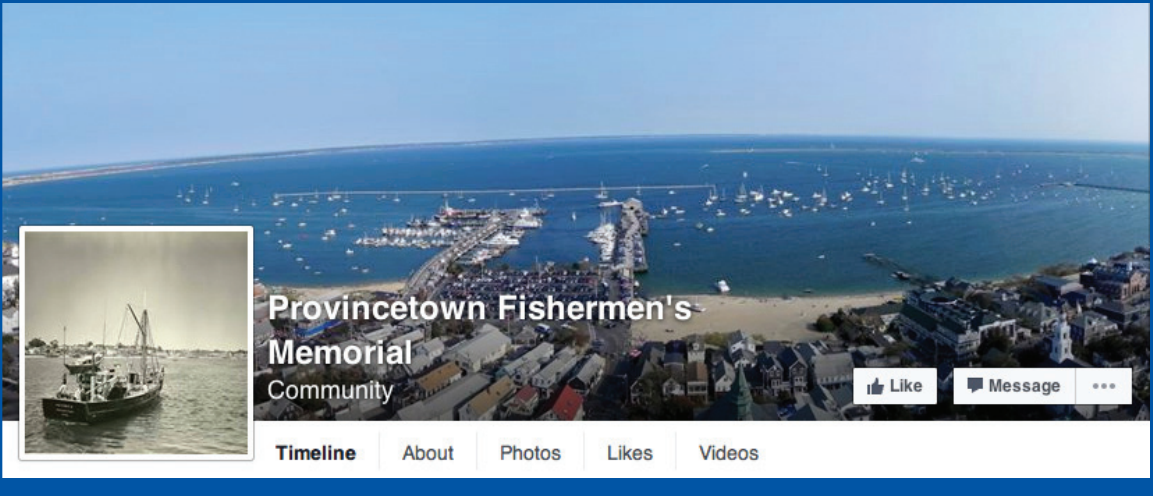 Provincetown Fishermen's
Memorial
Community
Like
Message
Timeline
About
Photos
Likes
Videos